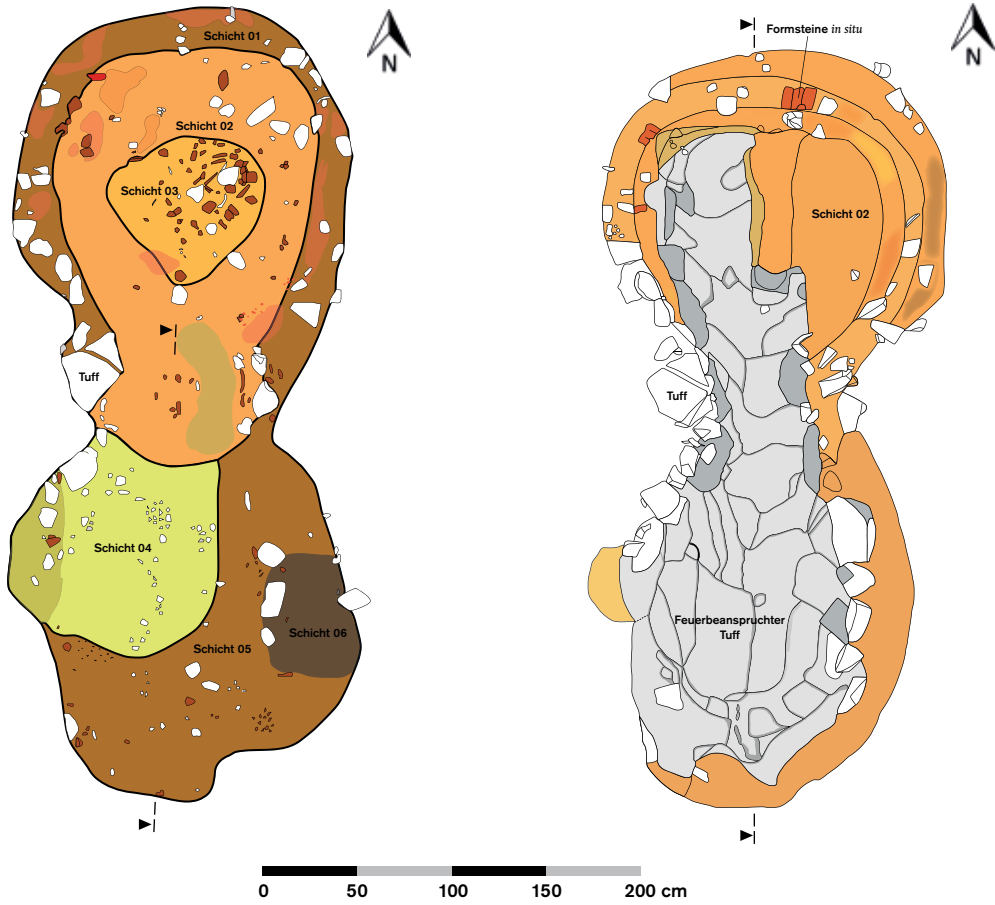 Schicht 01
N
Schicht 02
Schicht 03
Tuff
Schicht 04
Schicht 05
Schicht 06
Formsteine in situ
N
Schicht 02
Tuff
Feuerbeanspruchter
Tuff
0 50 100 150 200 cm